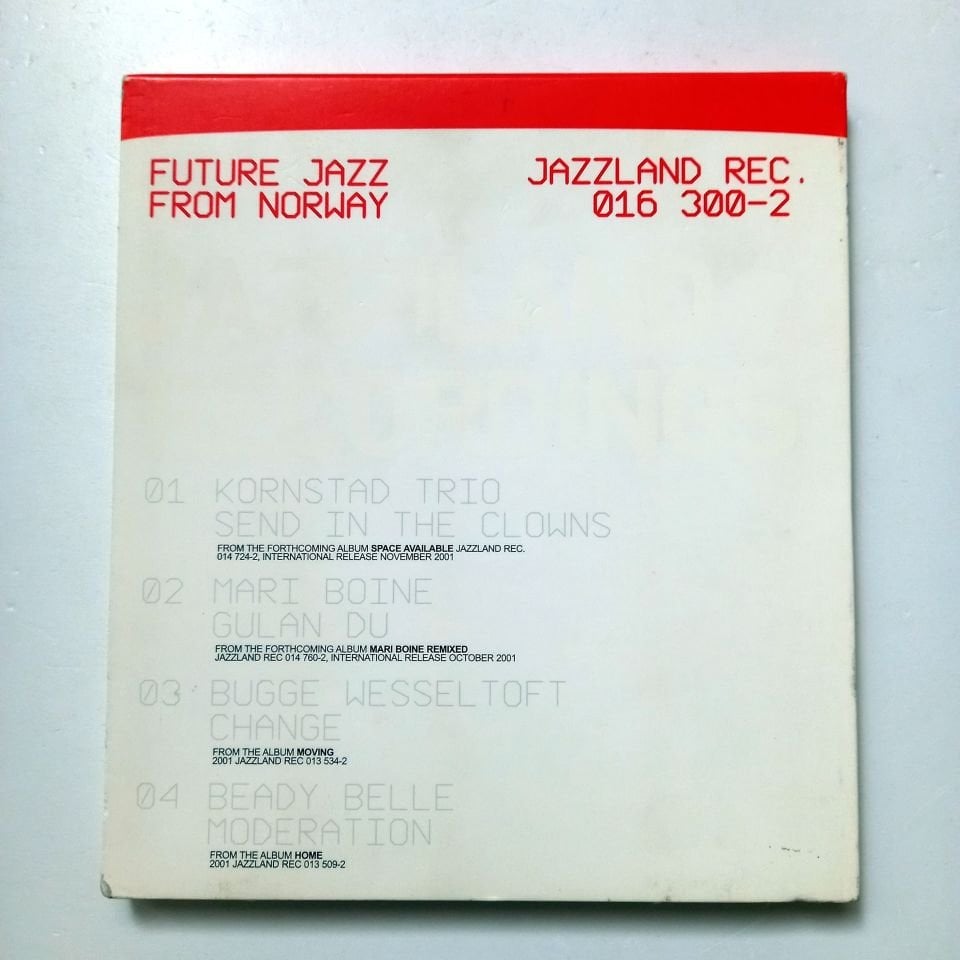 FUTURE JAZZ
FROM NORWAY
JAZZLAND REC.
016 300-2
JAZZLAND
RECORDINGS
01 KORNSTAD TRIO
SEND IN THE CLOWNS
FROM THE FORTHCOMING ALBUM SPACE AVAILABLE JAZZLAND REC.
014 724-2, INTERNATIONAL RELEASE NOVEMBER 2001
02 MARI BOINE
GULAN DU
FROM THE FORTHCOMING ALBUM MARI BOINE REMIXED
JAZZLAND REC 014 760-2, INTERNATIONAL RELEASE OCTOBER 2001
03 BUGGE WESSELTOFT
CHANGE
FROM THE ALBUM MOVING
2001 JAZZLAND REC 013 534-2
04 BEADY BELLE
MODERATION
FROM THE ALBUM HOME
2001 JAZZLAND REC 013 509-2